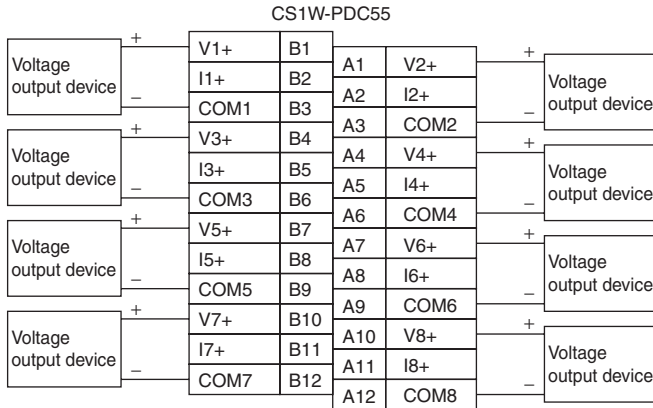 CS1W-PDC55
+
Voltage
output device
–
V1+ B1
I1+ B2
COM1 B3
+
Voltage
output device
–
V3+ B4
I3+ B5
COM3 B6
+
Voltage
output device
–
V5+ B7
I5+ B8
COM5 B9
+
Voltage
output device
–
V7+ B10
I7+ B11
COM7 B12
A1 V2+
A2 I2+
A3 COM2
+
Voltage
output device
–
A4 V4+
A5 I4+
A6 COM4
+
Voltage
output device
–
A7 V6+
A8 I6+
A9 COM6
+
Voltage
output device
–
A10 V8+
A11 I8+
A12 COM8
+
Voltage
output device
–